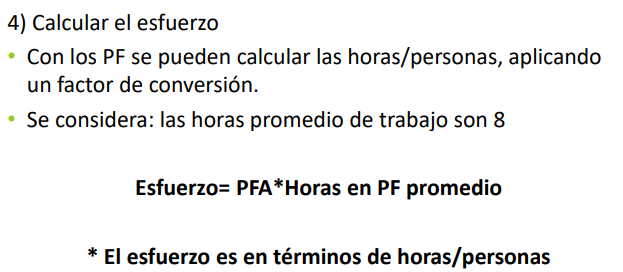 4) Calcular el esfuerzo
• Con los PF se pueden calcular las horas/personas, aplicando
un factor de conversión.
• Se considera: las horas promedio de trabajo son 8
Esfuerzo= PFA*Horas en PF promedio
* El esfuerzo es en términos de horas/personas